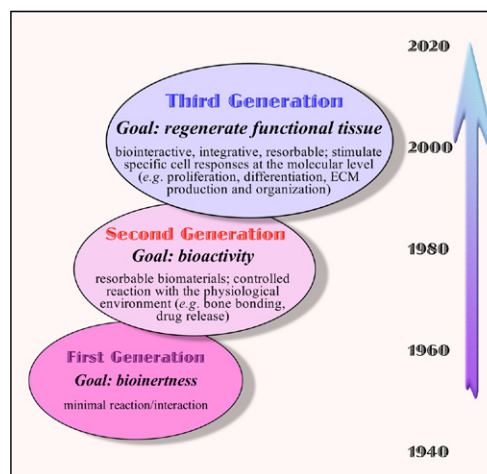 2020
Third Generation
Goal: regenerate functional tissue
biointeractive, integrative, resorbable; stimulate
specific cell responses at the molecular level
(e.g. proliferation, differentiation, ECM
production and organization)
2000
Second Generation
Goal: bioactivity
resorbable biomaterials; controlled
reaction with the physiological
environment (e.g. bone bonding,
drug release)
1980
First Generation
Goal: bioinertness
minimal reaction/interaction
1960
1940